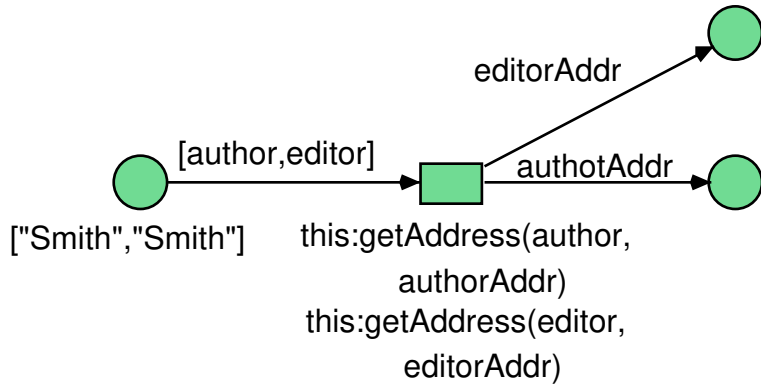 editorAddr
[author,editor]
authotAddr
["Smith","Smith"]
this:getAddress(author,
authorAddr)
this:getAddress(editor,
editorAddr)